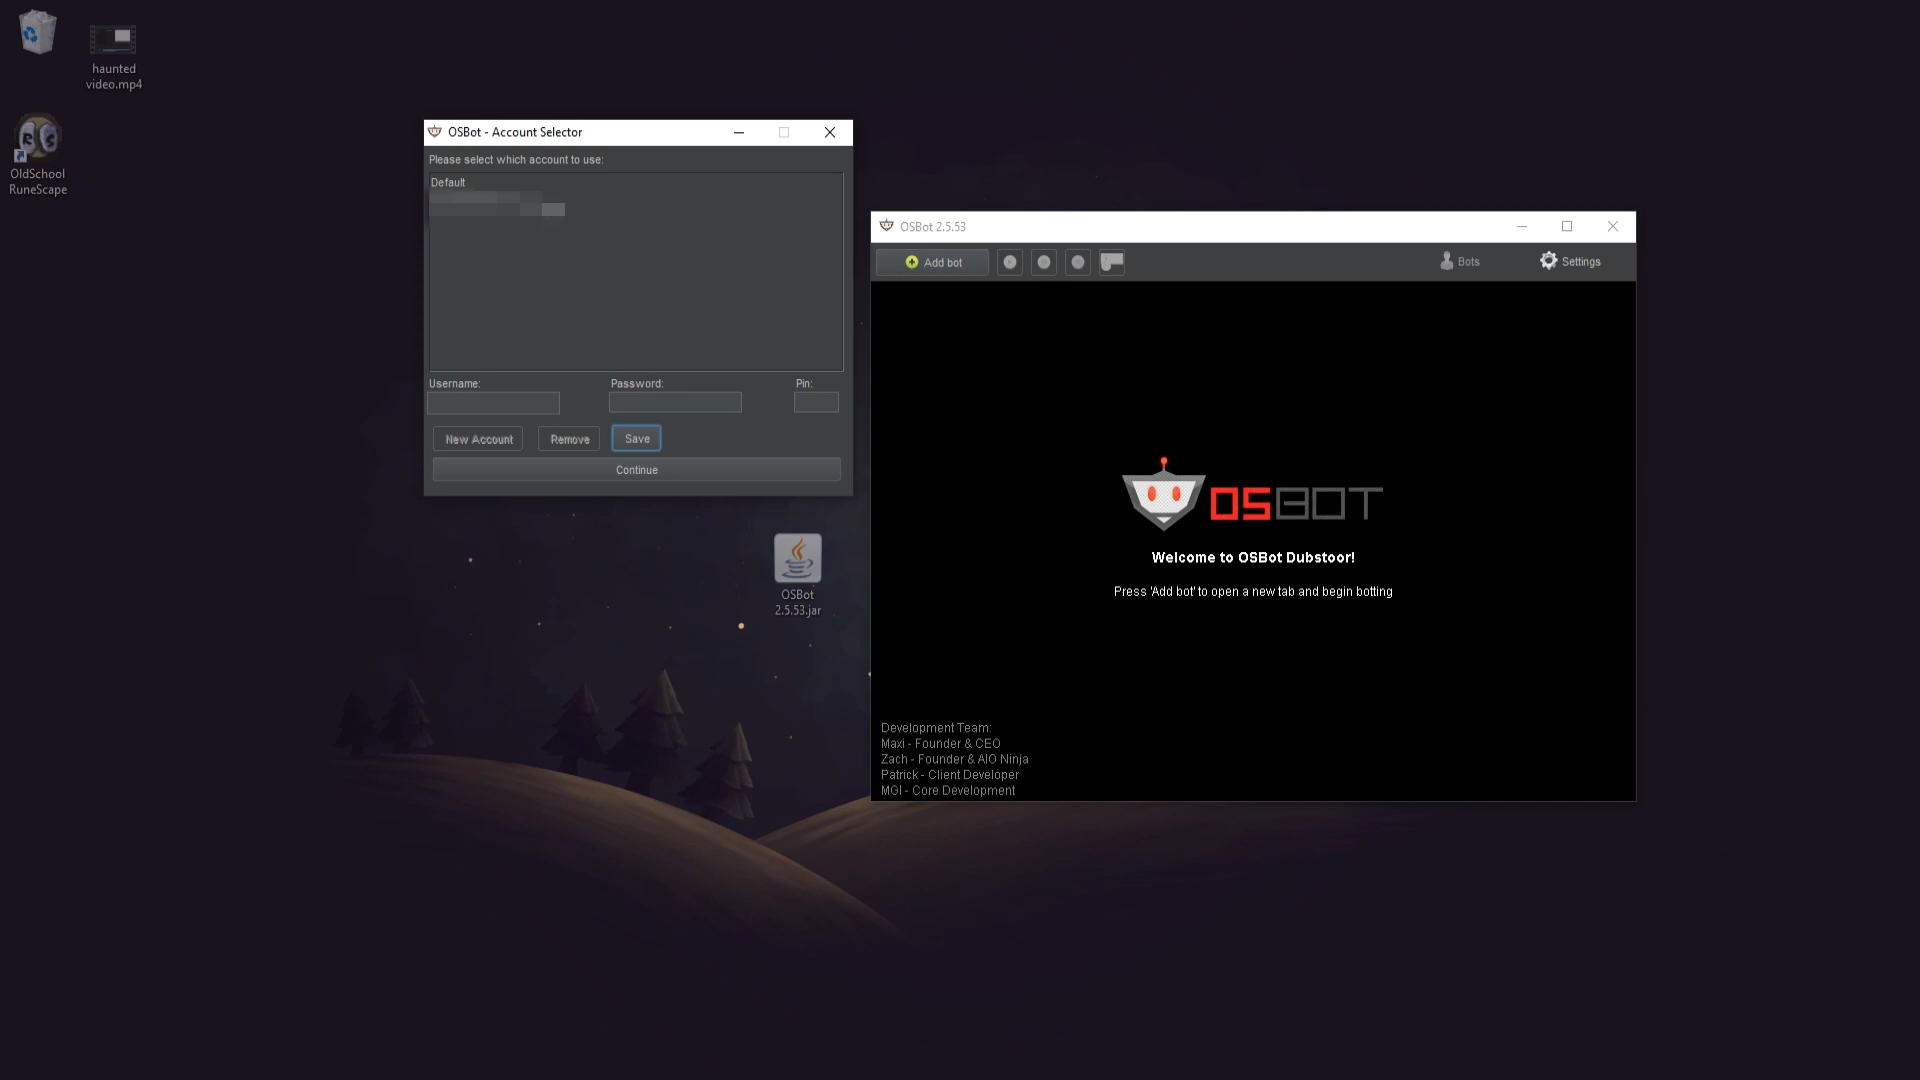 haunted
video.mp4
OldSchool
RuneScape
OSBot - Account Selector
Please select which account to use:
Default
Username:
Password:
Pin:
New Account
Remove
Save
Continue
OSBot
2.5.53.jar
OSBot 2.5.53
Add bot
Bots
Settings
OSBOT
Welcome to OSBot Dubstoor!
Press 'Add bot' to open a new tab and begin botting
Development Team:
Maxi - Founder & CEO
Zach - Founder & AIO Ninja
Patrick - Client Developer
MGI - Core Development